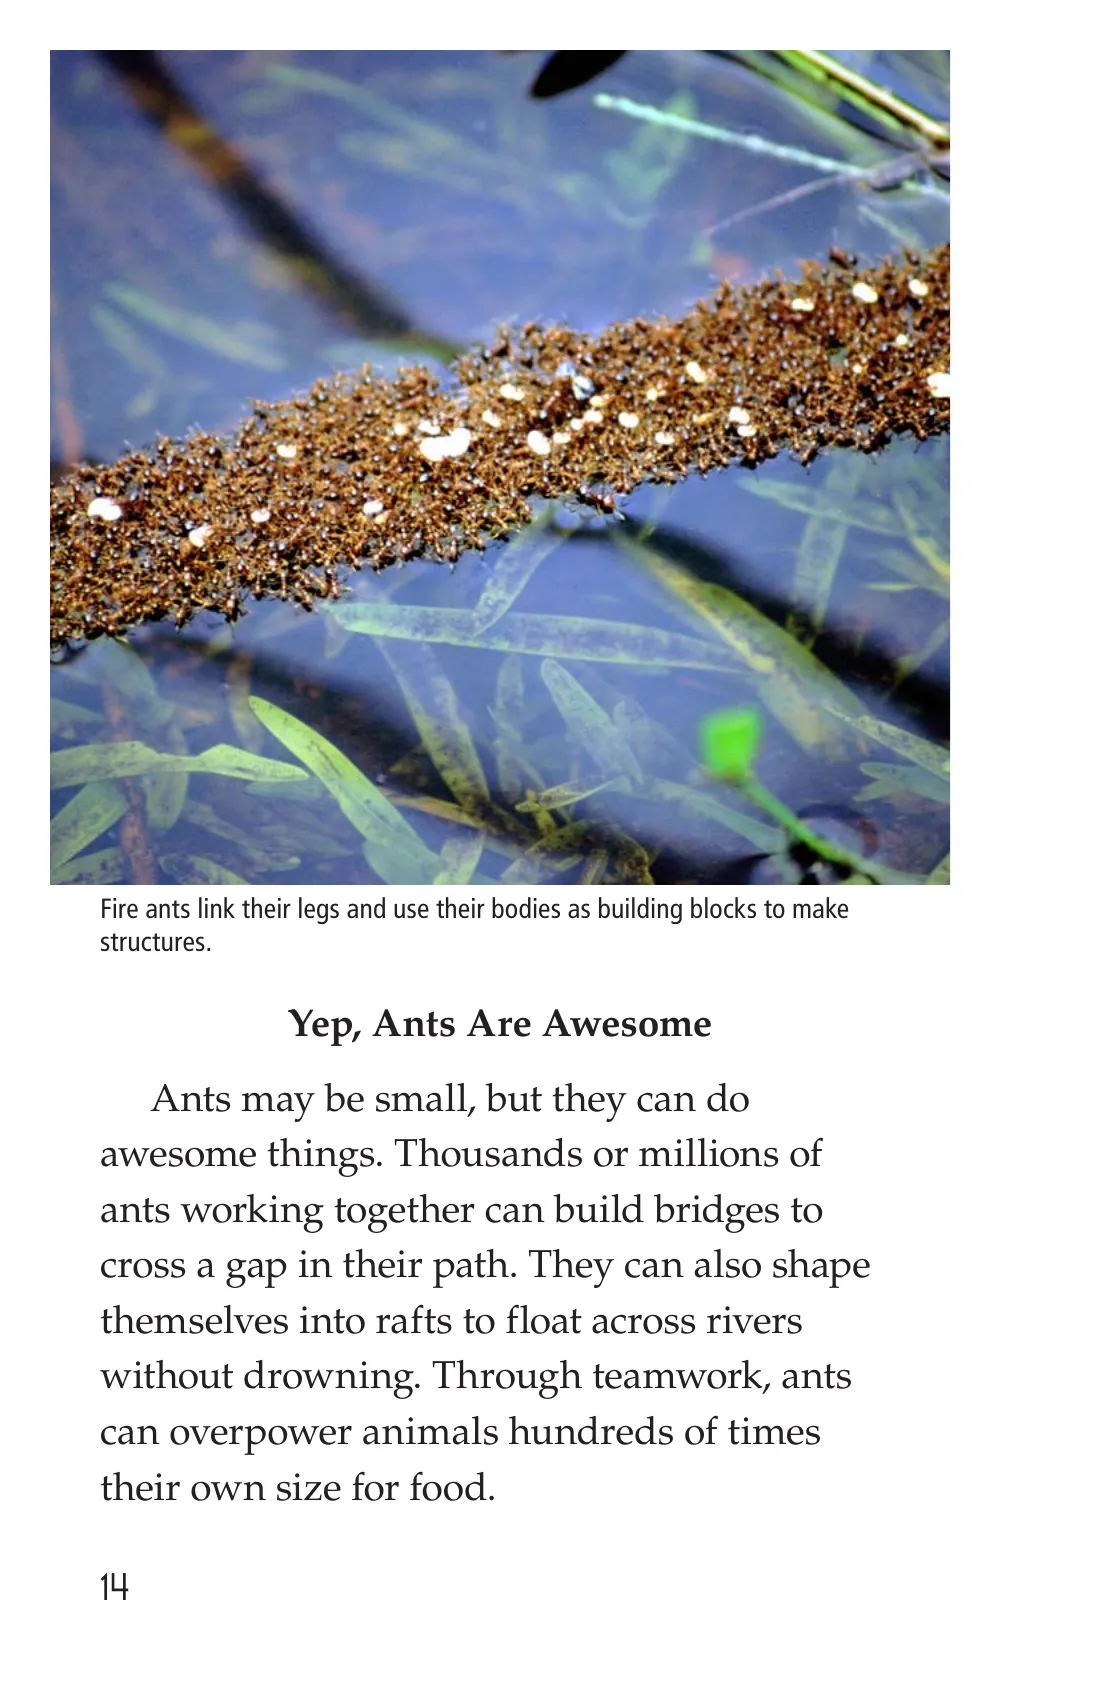 Fire ants link their legs and use their bodies as building blocks to make
structures.
Yep, Ants Are Awesome
Ants may be small, but they can do
awesome things. Thousands or millions of
ants working together can build bridges to
cross a gap in their path. They can also shape
themselves into rafts to float across rivers
without drowning. Through teamwork, ants
can overpower animals hundreds of times
their own size for food.
14